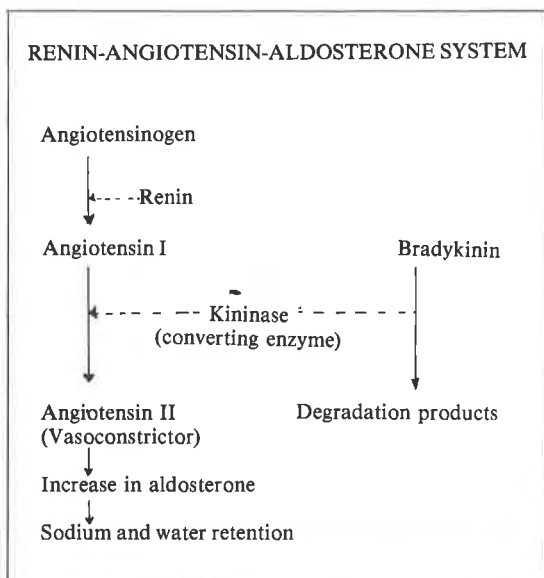 RENIN-ANGIOTENSIN-ALDOSTERONE SYSTEM
Angiotensinogen
Renin
Angiotensin I
Bradykinin
Kininase
(converting enzyme)
Angiotensin II
(Vasoconstrictor)
Degradation products
Increase in aldosterone
Sodium and water retention